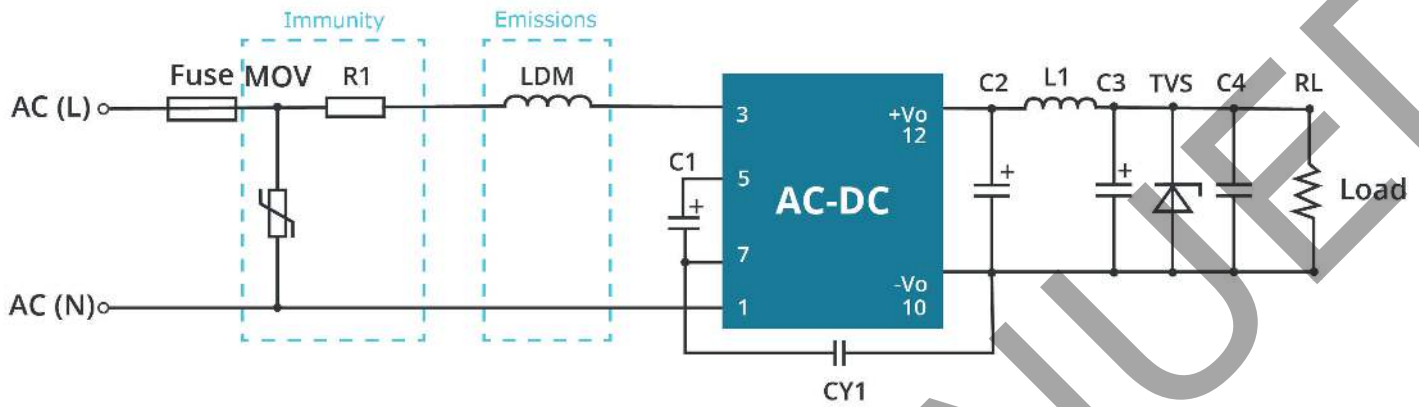 Immunity
Emissions
Fuse MOV R1 LDM
C2 L1 C3 TVS C4 RL
AC (L)
3
+Vo
12
C1
5
+
AC-DC
+
+
Load
7
-Vo
10
AC (N)
1
CY1